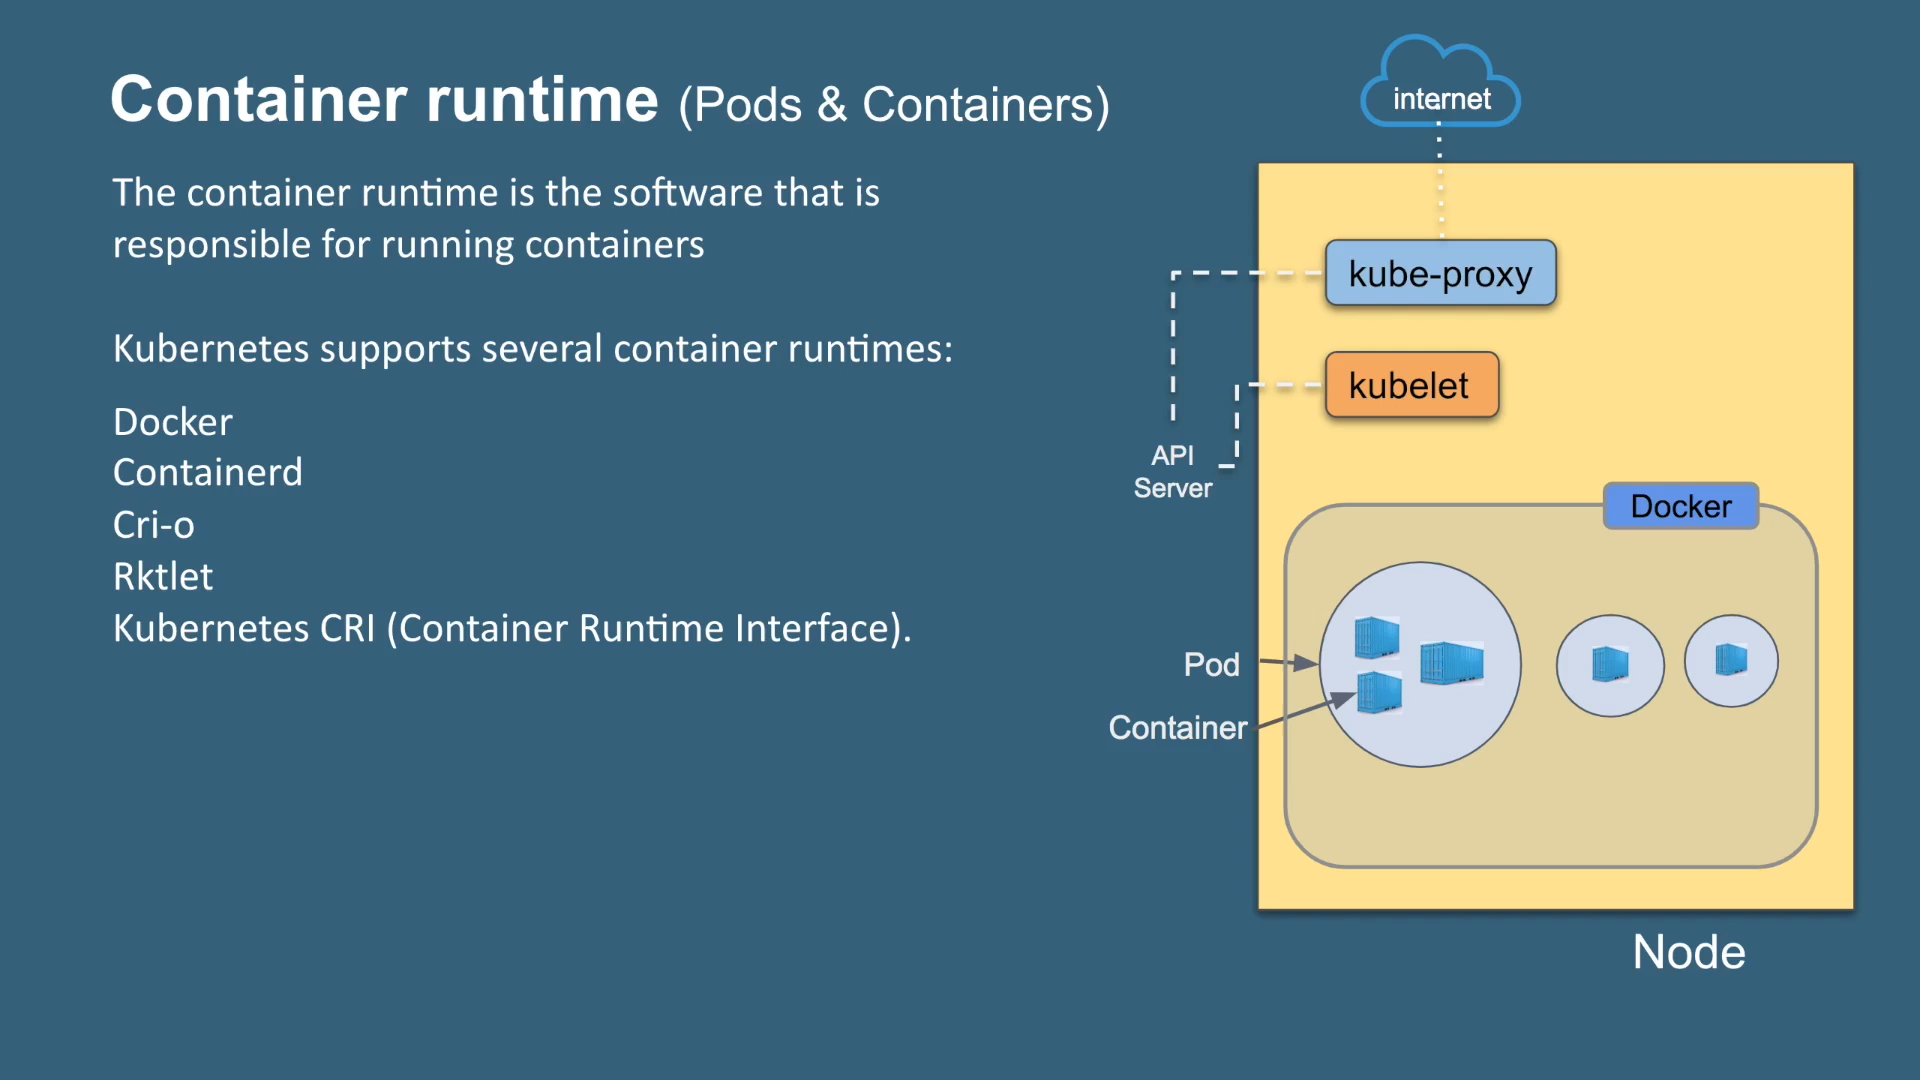 Container runtime (Pods & Containers)
The container runtime is the software that is
responsible for running containers
Kubernetes supports several container runtimes:
Docker
Containerd
Cri-o
Rktlet
Kubernetes CRI (Container Runtime Interface).
internet
kube-proxy
kubelet
API
Server
Docker
Pod
Container
Node